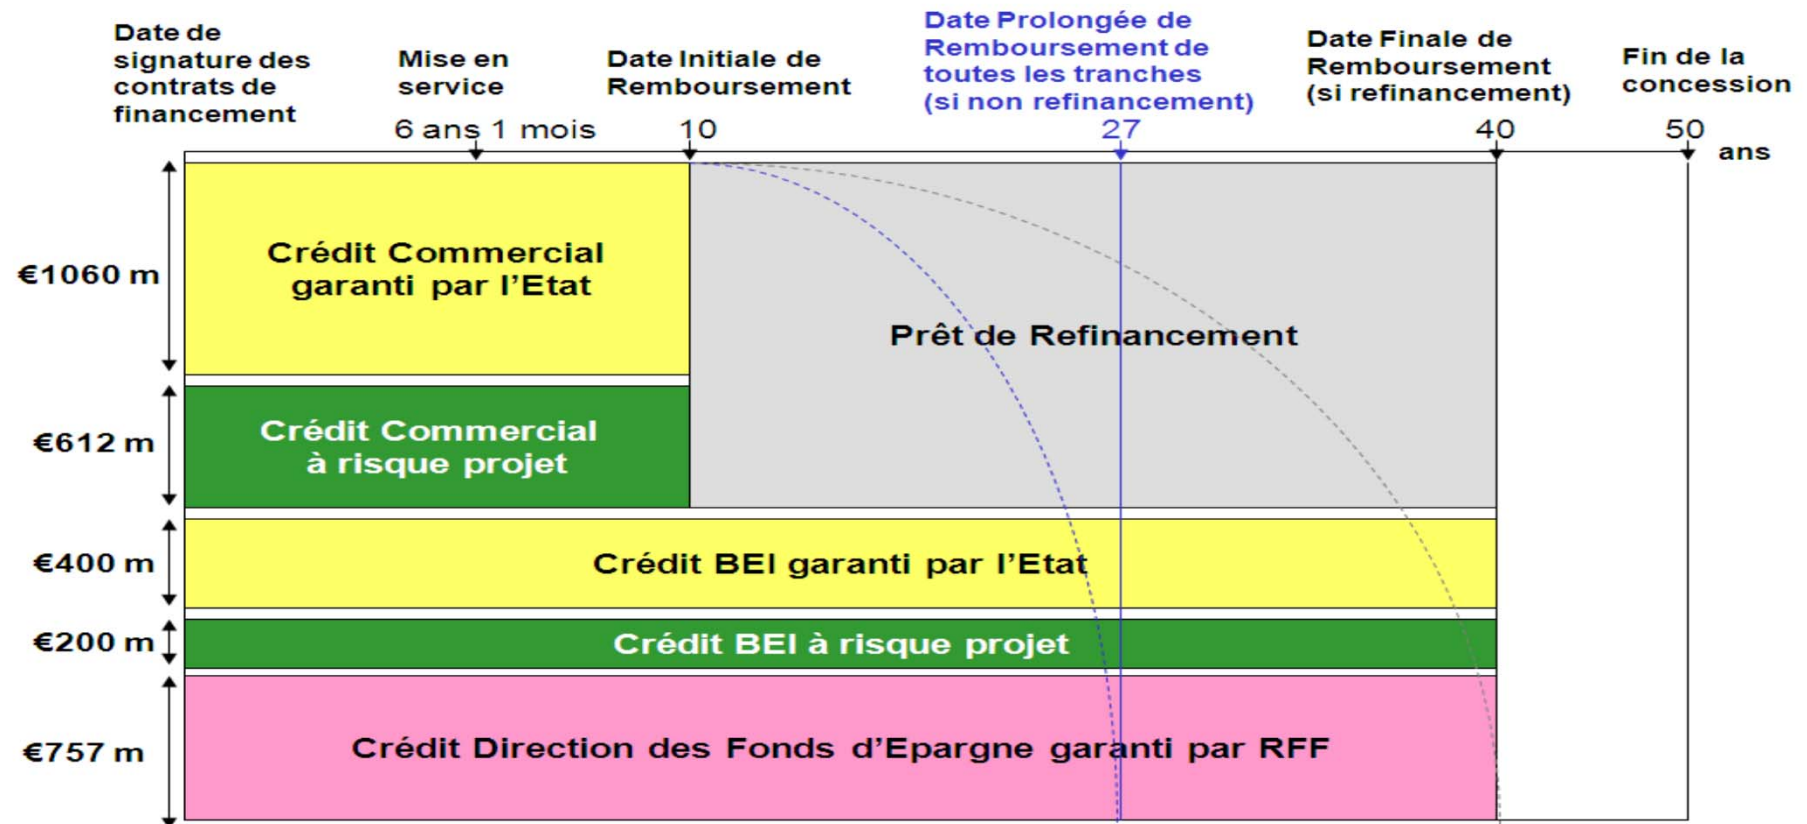 Date de
signature des
contrats de
financement
Mise en
service
6 ans 1 mois
Date Initiale de
Remboursement
10
Date Prolongée de
Remboursement de
toutes les tranches
(si non refinancement)
27
Date Finale de
Remboursement
(si refinancement)
40
Fin de la
concession
50
ans
€1060 m
Crédit Commercial
garanti par l'Etat
Prêt de Refinancement
€612 m
Crédit Commercial
à risque projet
€400 m
Crédit BEI garanti par l'Etat
€200 m
Crédit BEI à risque projet
€757 m
Crédit Direction des Fonds d'Epargne garanti par RFF